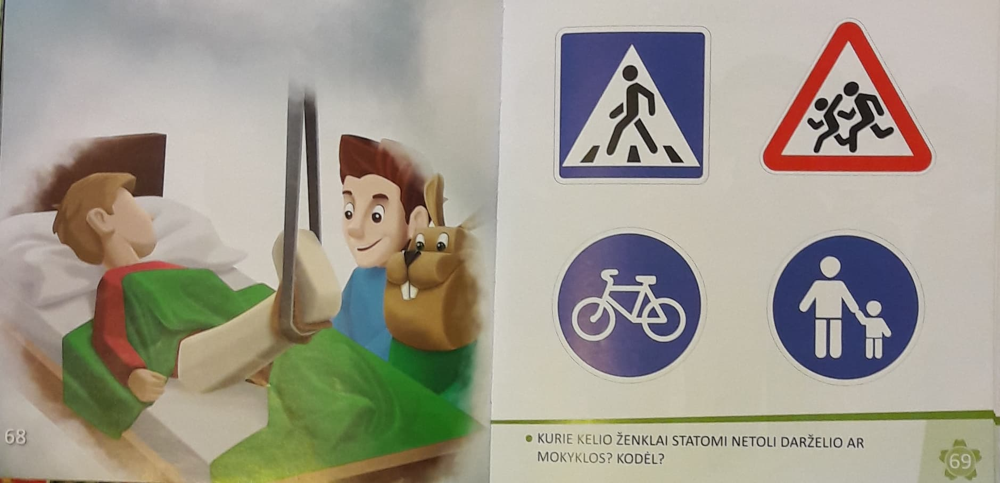 68
KURIE KELIO ŽENKLAI STATOMI NETOLI DARŽELIO AR
MOKYKLOS? KODĖL?
69